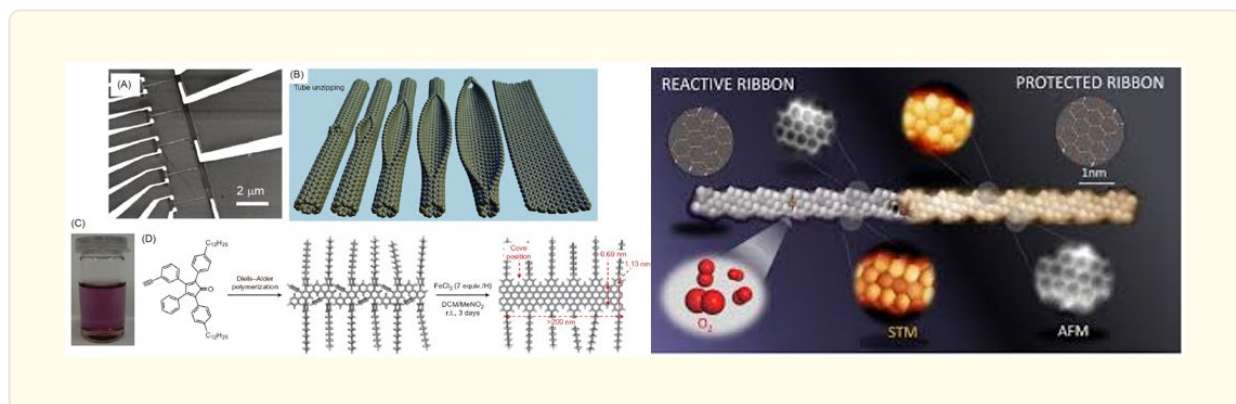 (A)
2 μm
(B)
Tube unzipping
(C)
(D)
C₁₂H₂₅
O
C₁₂H₂₅
Diels–Alder
polymerization
FeCl₃ (7 equiv./H)
DCM/MeNO₂
r.t., 3 days
Cove
position
0.69 nm
1.13 nm
>200 nm
REACTIVE RIBBON
PROTECTED RIBBON
1nm
O₂
STM
AFM